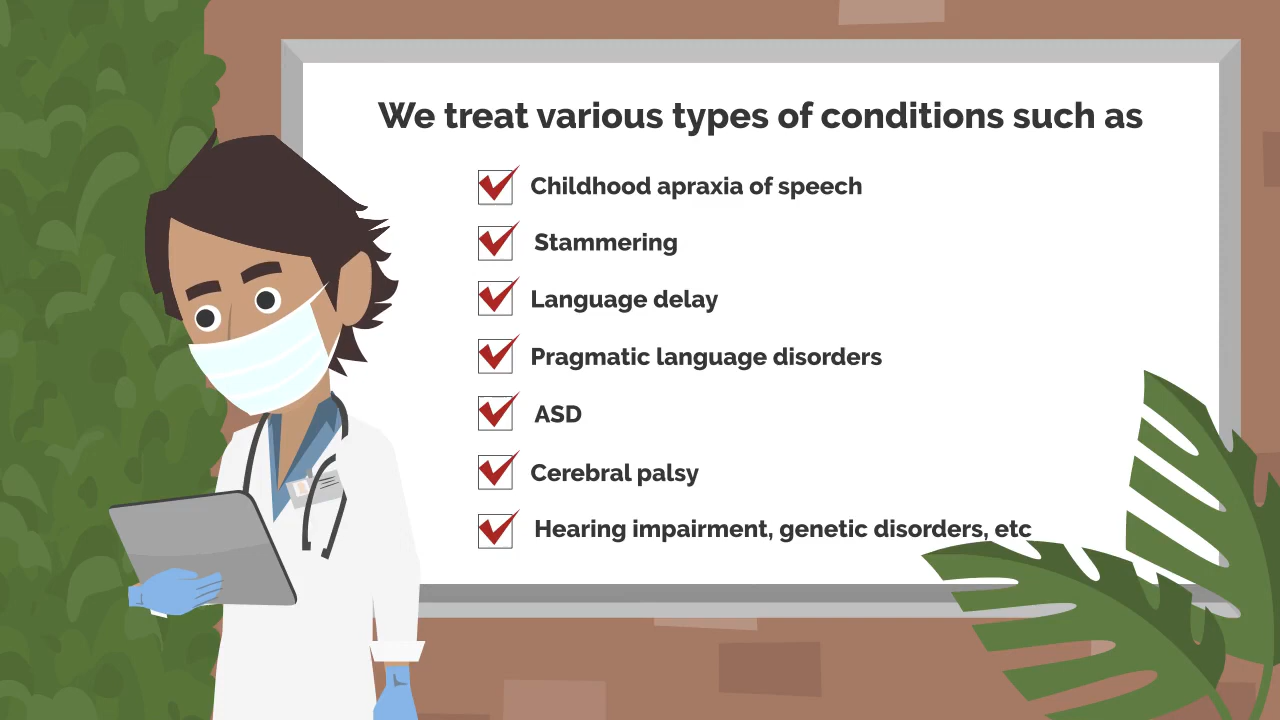 We treat various types of conditions such as
Childhood apraxia of speech
Stammering
Language delay
Pragmatic language disorders
ASD
Cerebral palsy
Hearing impairment, genetic disorders, etc